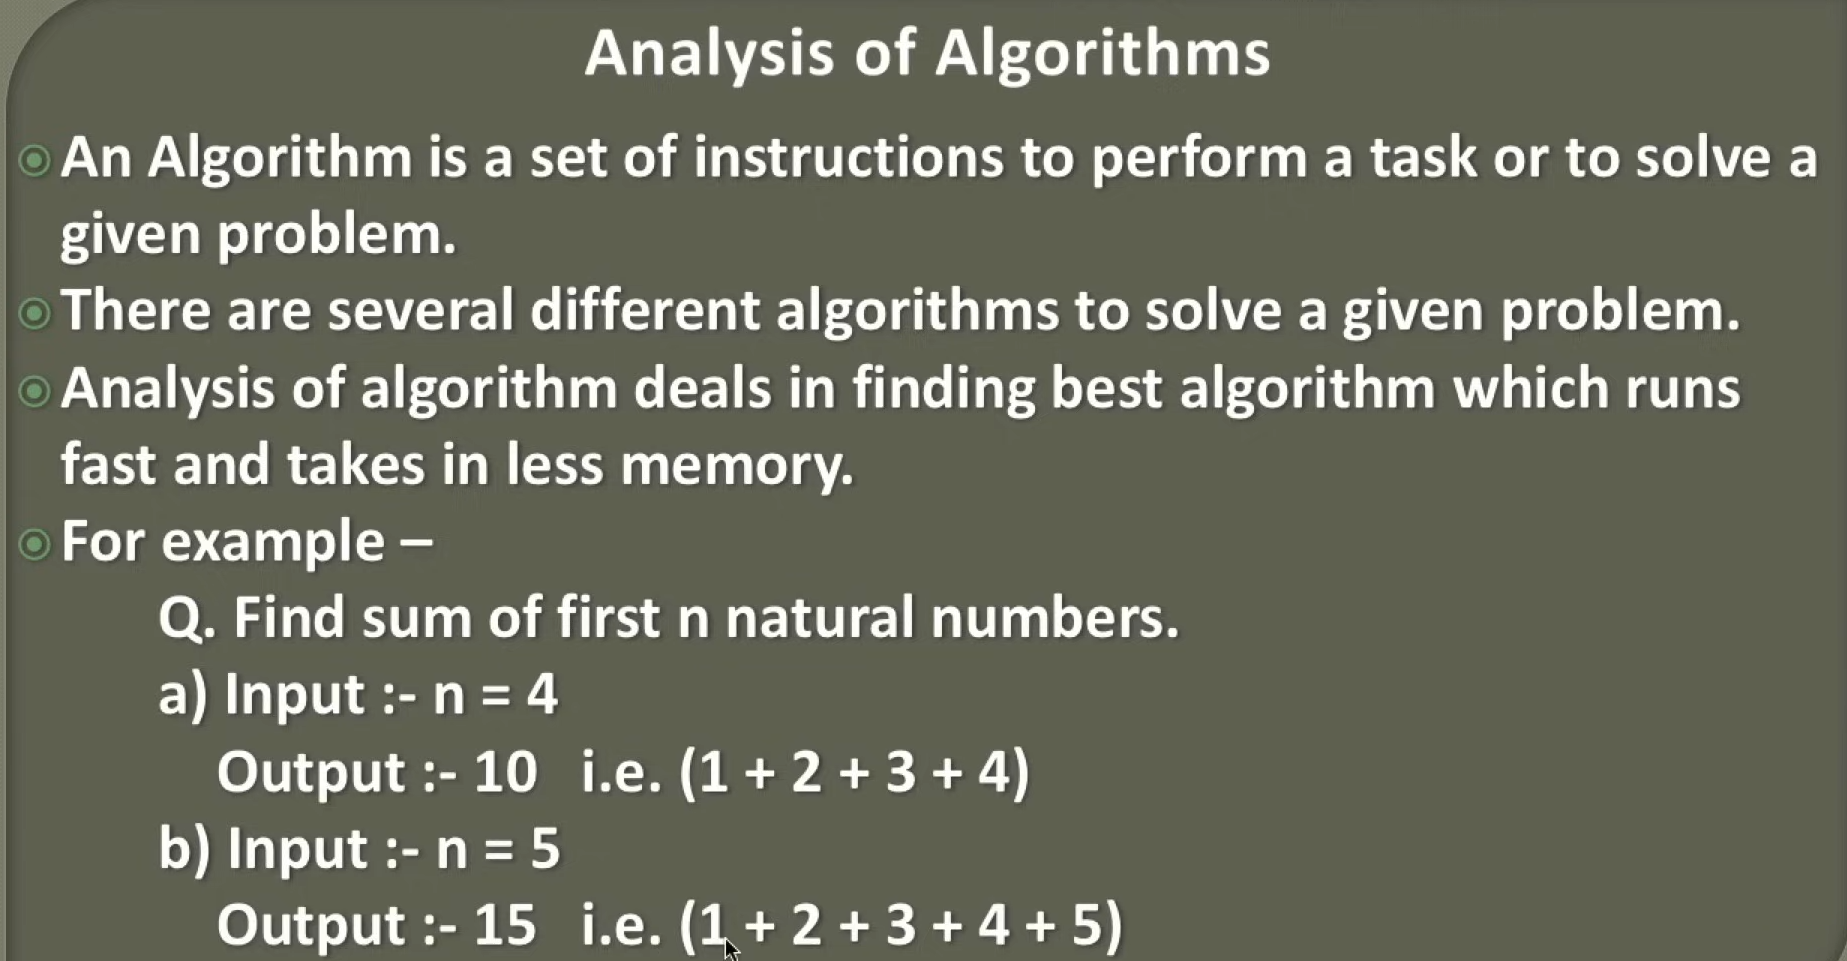 Analysis of Algorithms
An Algorithm is a set of instructions to perform a task or to solve a
given problem.
There are several different algorithms to solve a given problem.
Analysis of algorithm deals in finding best algorithm which runs
fast and takes in less memory.
For example –
Q. Find sum of first n natural numbers.
a) Input :- n = 4
Output :- 10 i.e. (1 + 2 + 3 + 4)
b) Input :- n = 5
Output :- 15 i.e. (1 + 2 + 3 + 4 + 5)